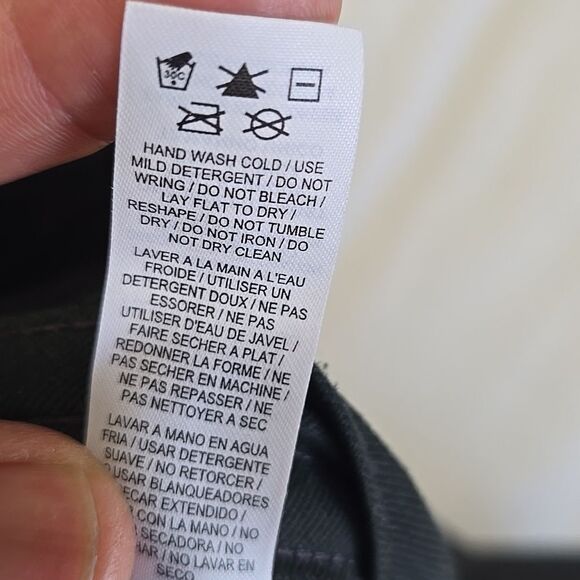 30C
HAND WASH COLD / USE
MILD DETERGENT / DO NOT
WRING / DO NOT BLEACH /
LAY FLAT TO DRY /
RESHAPE / DO NOT TUMBLE
DRY / DO NOT IRON / DO
NOT DRY CLEAN
LAVER A LA MAIN A L'EAU
FROIDE / UTILISER UN
DETERGENT DOUX / NE PAS
ESSORER / NE PAS
UTILISER D'EAU DE JAVEL /
FAIRE SECHER A PLAT /
REDONNER LA FORME / NE
PAS SECHER EN MACHINE /
NE PAS REPASSER / NE
PAS NETTOYER A SEC
LAVAR A MANO EN AGUA
FRIA / USAR DETERGENTE
SUAVE / NO RETORCER /
USAR BLANQUEADORES
ECAR EXTENDIDO /
CON LA MANO / NO
SECADORA / NO
HAR / NO LAVAR EN
SECO